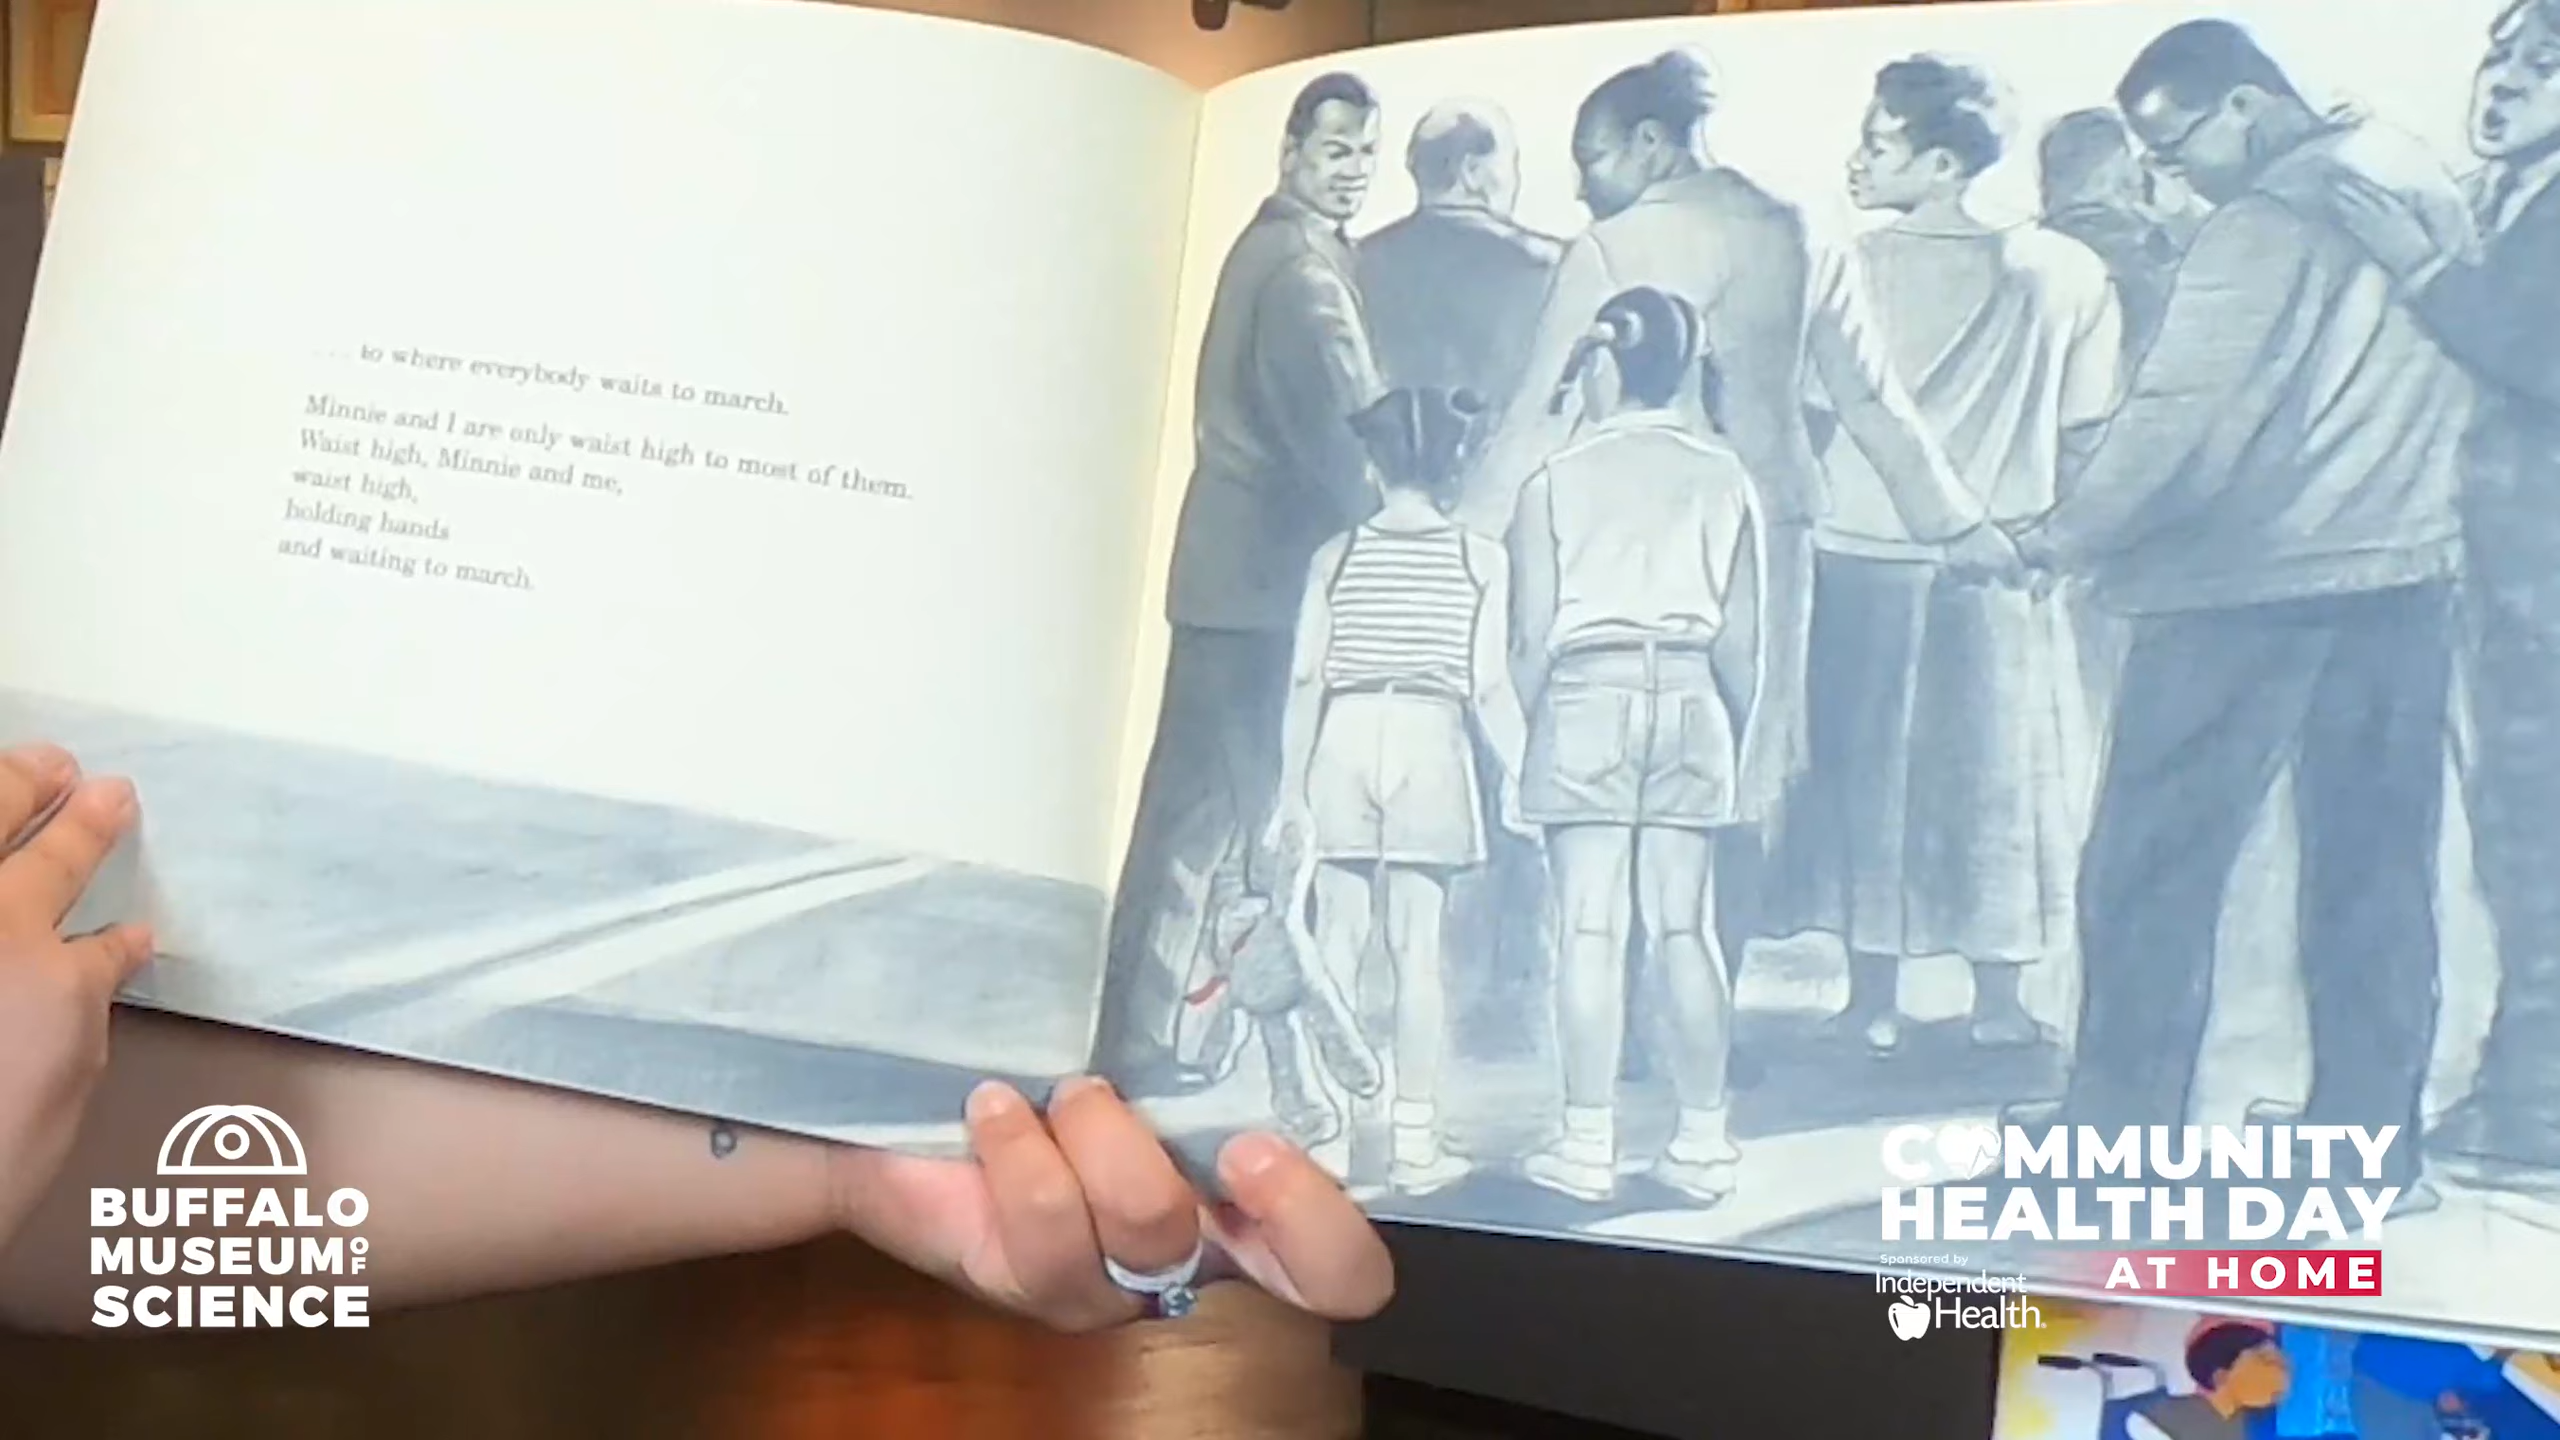 . . . to where everybody waits to march.
Minnie and I are only waist high to most of them.
Waist high, Minnie and me,
waist high,
holding hands
and waiting to march.
BUFFALO
MUSEUM OF
SCIENCE
COMMUNITY
HEALTH DAY
AT HOME
Sponsored by
Independent
Health.